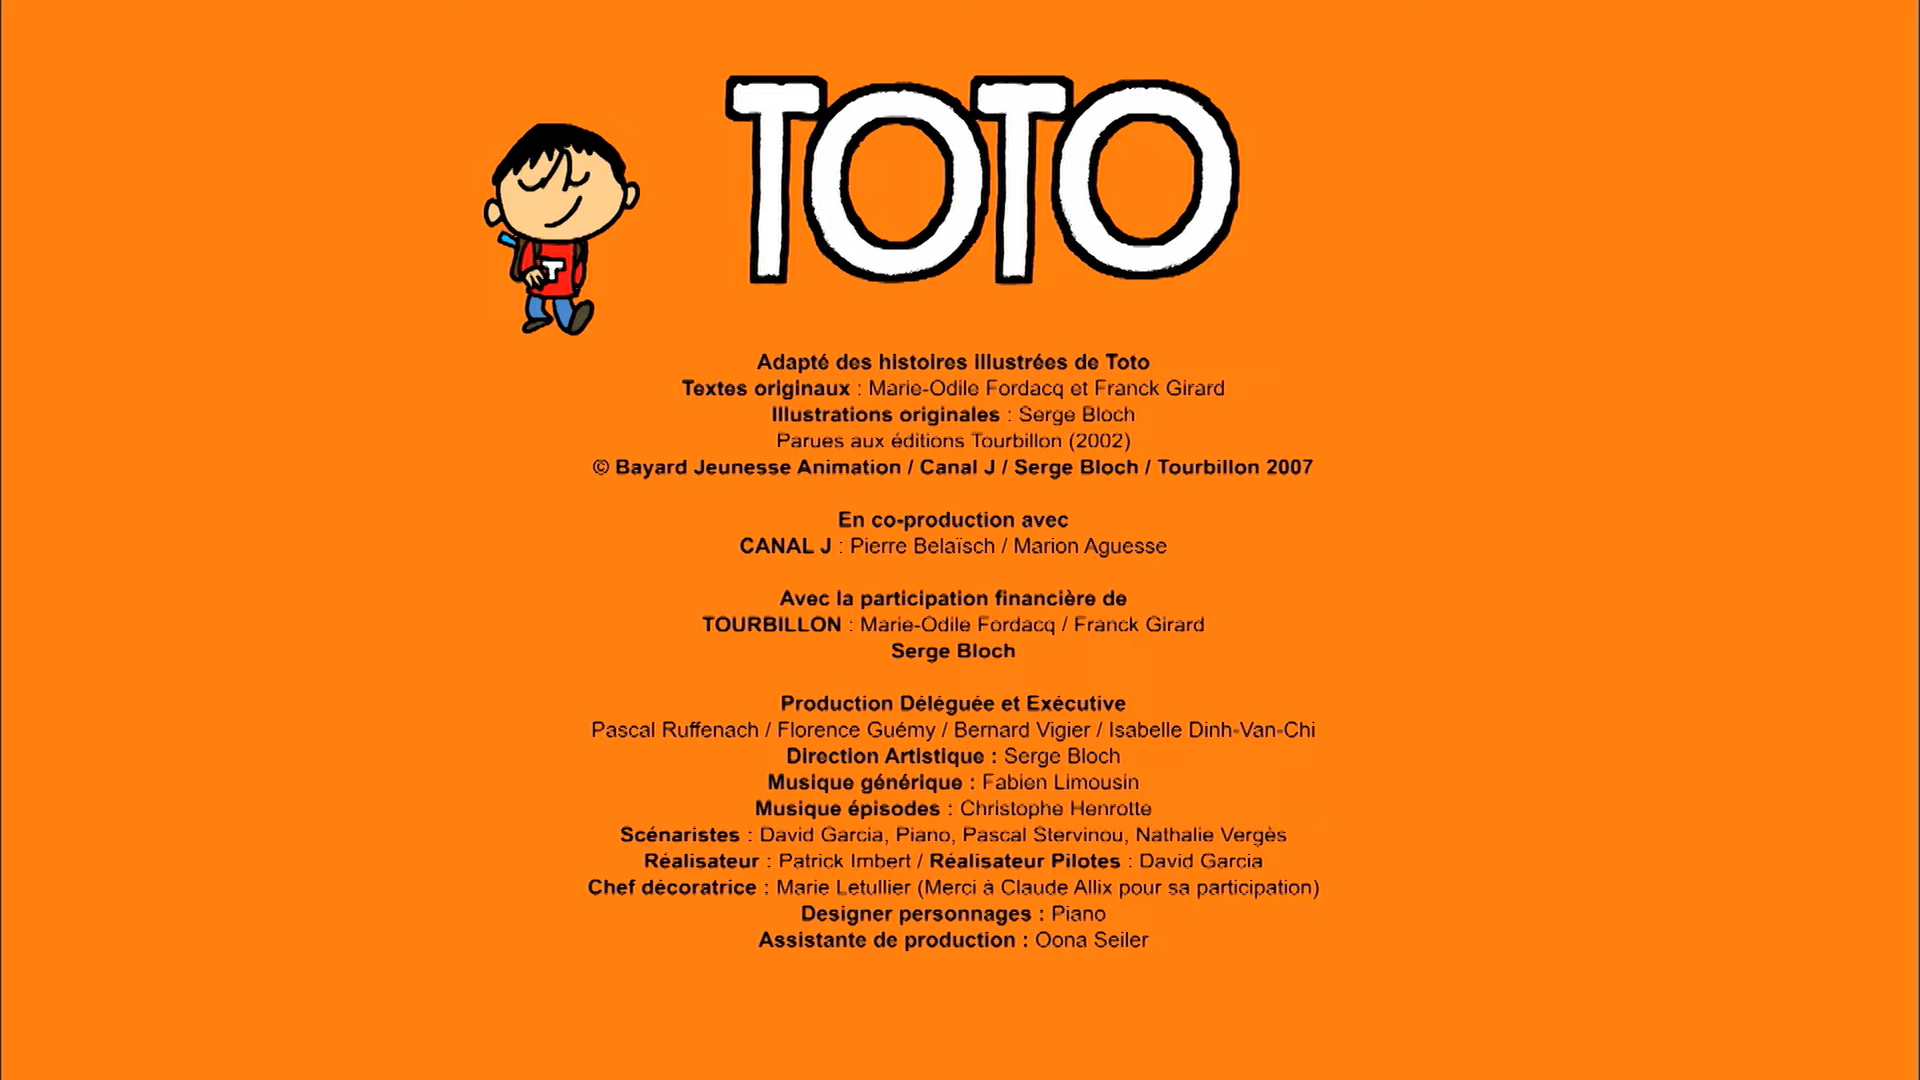 TOTO
T
Adapté des histoires illustrées de Toto
Textes originaux : Marie-Odile Fordacq et Franck Girard
Illustrations originales : Serge Bloch
Parues aux éditions Tourbillon (2002)
© Bayard Jeunesse Animation / Canal J / Serge Bloch / Tourbillon 2007
En co-production avec
CANAL J : Pierre Belaïsch / Marion Aguesse
Avec la participation financière de
TOURBILLON : Marie-Odile Fordacq / Franck Girard
Serge Bloch
Production Déléguée et Exécutive
Pascal Ruffenach / Florence Guémy / Bernard Vigier / Isabelle Dinh-Van-Chi
Direction Artistique : Serge Bloch
Musique générique : Fabien Limousin
Musique épisodes : Christophe Henrotte
Scénaristes : David Garcia, Piano, Pascal Stervinou, Nathalie Vergès
Réalisateur : Patrick Imbert / Réalisateur Pilotes : David Garcia
Chef décoratrice : Marie Letullier (Merci à Claude Allix pour sa participation)
Designer personnages : Piano
Assistante de production : Oona Seiler